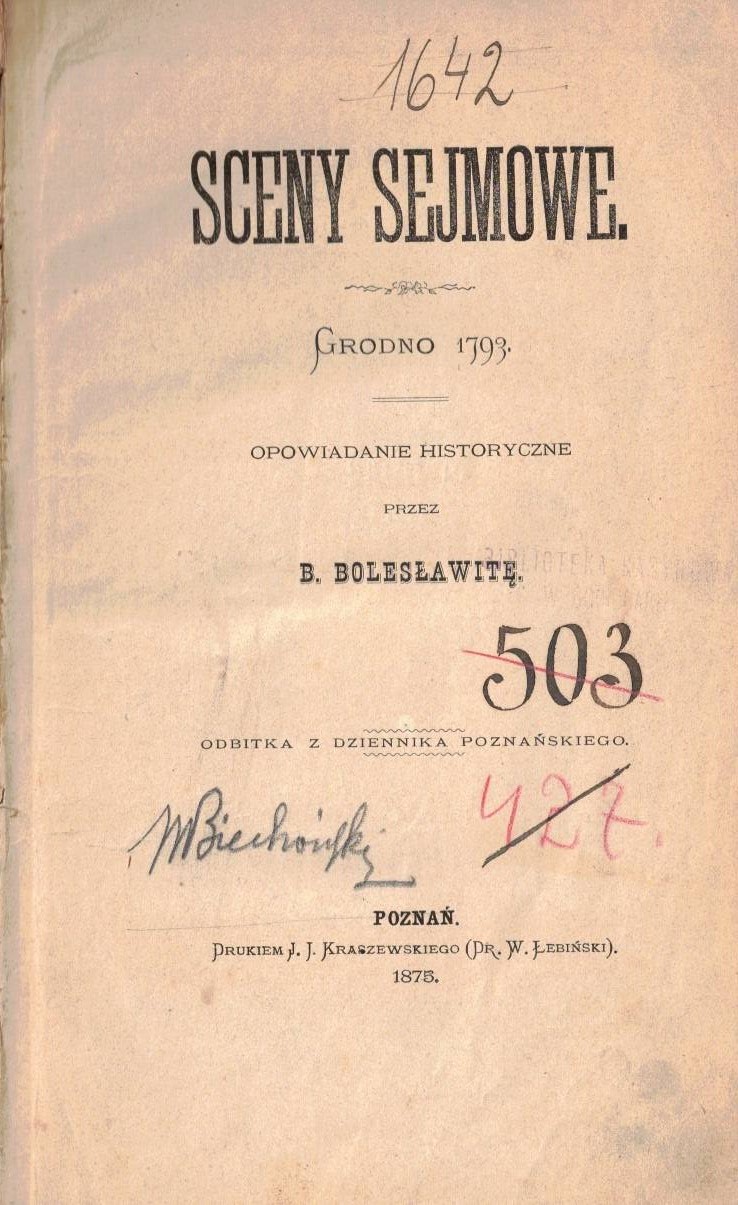 1642
SCENY SEJMOWE.
GRODNO 1793.
OPOWIADANIE HISTORYCZNE
PRZEZ
B. BOLESŁAWITĘ.
503
ODBITKA Z DZIENNIKA POZNAŃSKIEGO.
427.
MBiechoński
POZNAŃ.
DRUKIEM J. J. KRASZEWSKIEGO (DR. W. ŁEBIŃSKI).
1875.